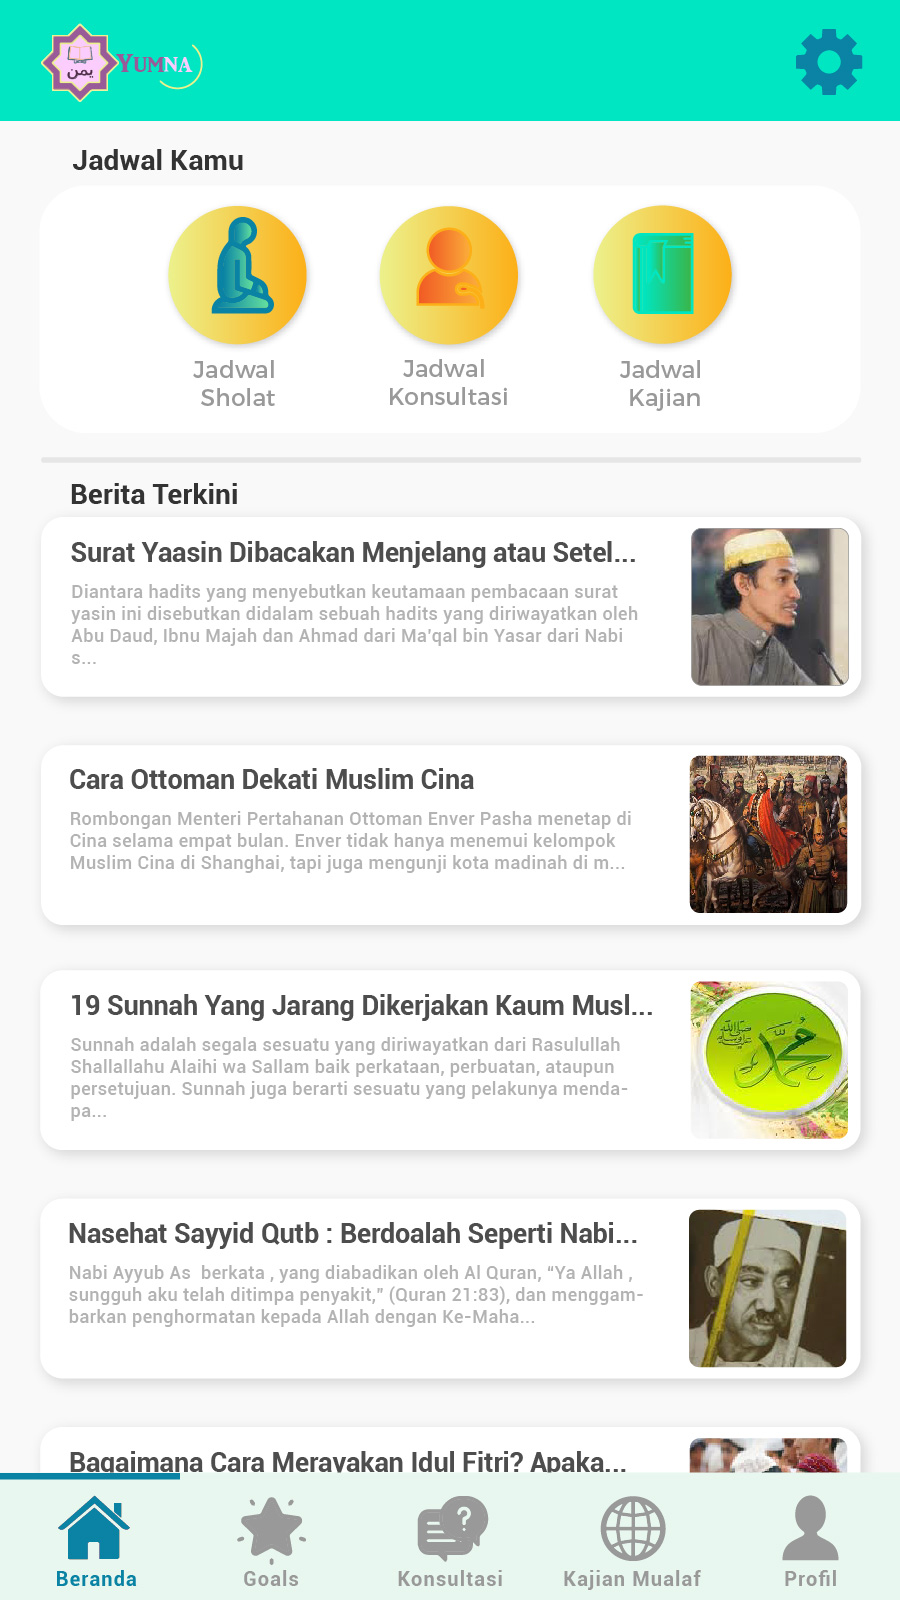 يمن
YUMNA
Jadwal Kamu
Jadwal
Sholat
Jadwal
Konsultasi
Jadwal
Kajian
Berita Terkini
Surat Yaasin Dibacakan Menjelang atau Setel...
Diantara hadits yang menyebutkan keutamaan pembacaan surat
yasin ini disebutkan didalam sebuah hadits yang diriwayatkan oleh
Abu Daud, Ibnu Majah dan Ahmad dari Ma'qal bin Yasar dari Nabi
s...
Cara Ottoman Dekati Muslim Cina
Rombongan Menteri Pertahanan Ottoman Enver Pasha menetap di
Cina selama empat bulan. Enver tidak hanya menemui kelompok
Muslim Cina di Shanghai, tapi juga mengunji kota madinah di m...
19 Sunnah Yang Jarang Dikerjakan Kaum Musl...
Sunnah adalah segala sesuatu yang diriwayatkan dari Rasulullah
Shallallahu Alaihi wa Sallam baik perkataan, perbuatan, ataupun
persetujuan. Sunnah juga berarti sesuatu yang pelakunya menda-
pa...
صلى الله عليه وسلم
محمد
Nasehat Sayyid Qutb : Berdoalah Seperti Nabi...
Nabi Ayyub As  berkata , yang diabadikan oleh Al Quran, “Ya Allah ,
sungguh aku telah ditimpa penyakit,” (Quran 21:83), dan menggam-
barkan penghormatan kepada Allah dengan Ke-Maha...
Bagaimana Cara Merayakan Idul Fitri? Apaka...
Beranda
Goals
Konsultasi
Kajian Mualaf
Profil